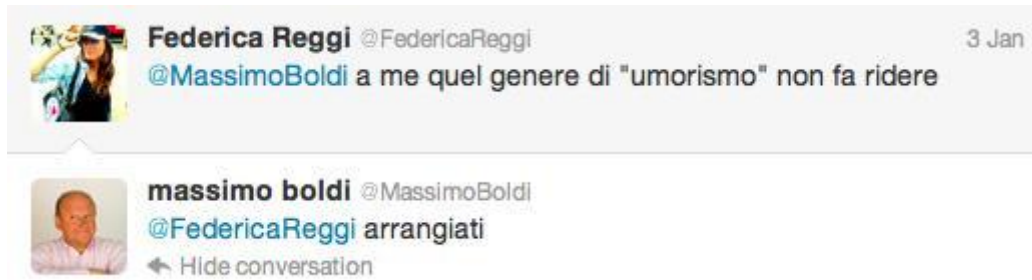 Federica Reggi @FedericaReggi 3 Jan
@MassimoBoldi a me quel genere di "umorismo" non fa ridere
massimo boldi @MassimoBoldi
@FedericaReggi arrangiati
Hide conversation